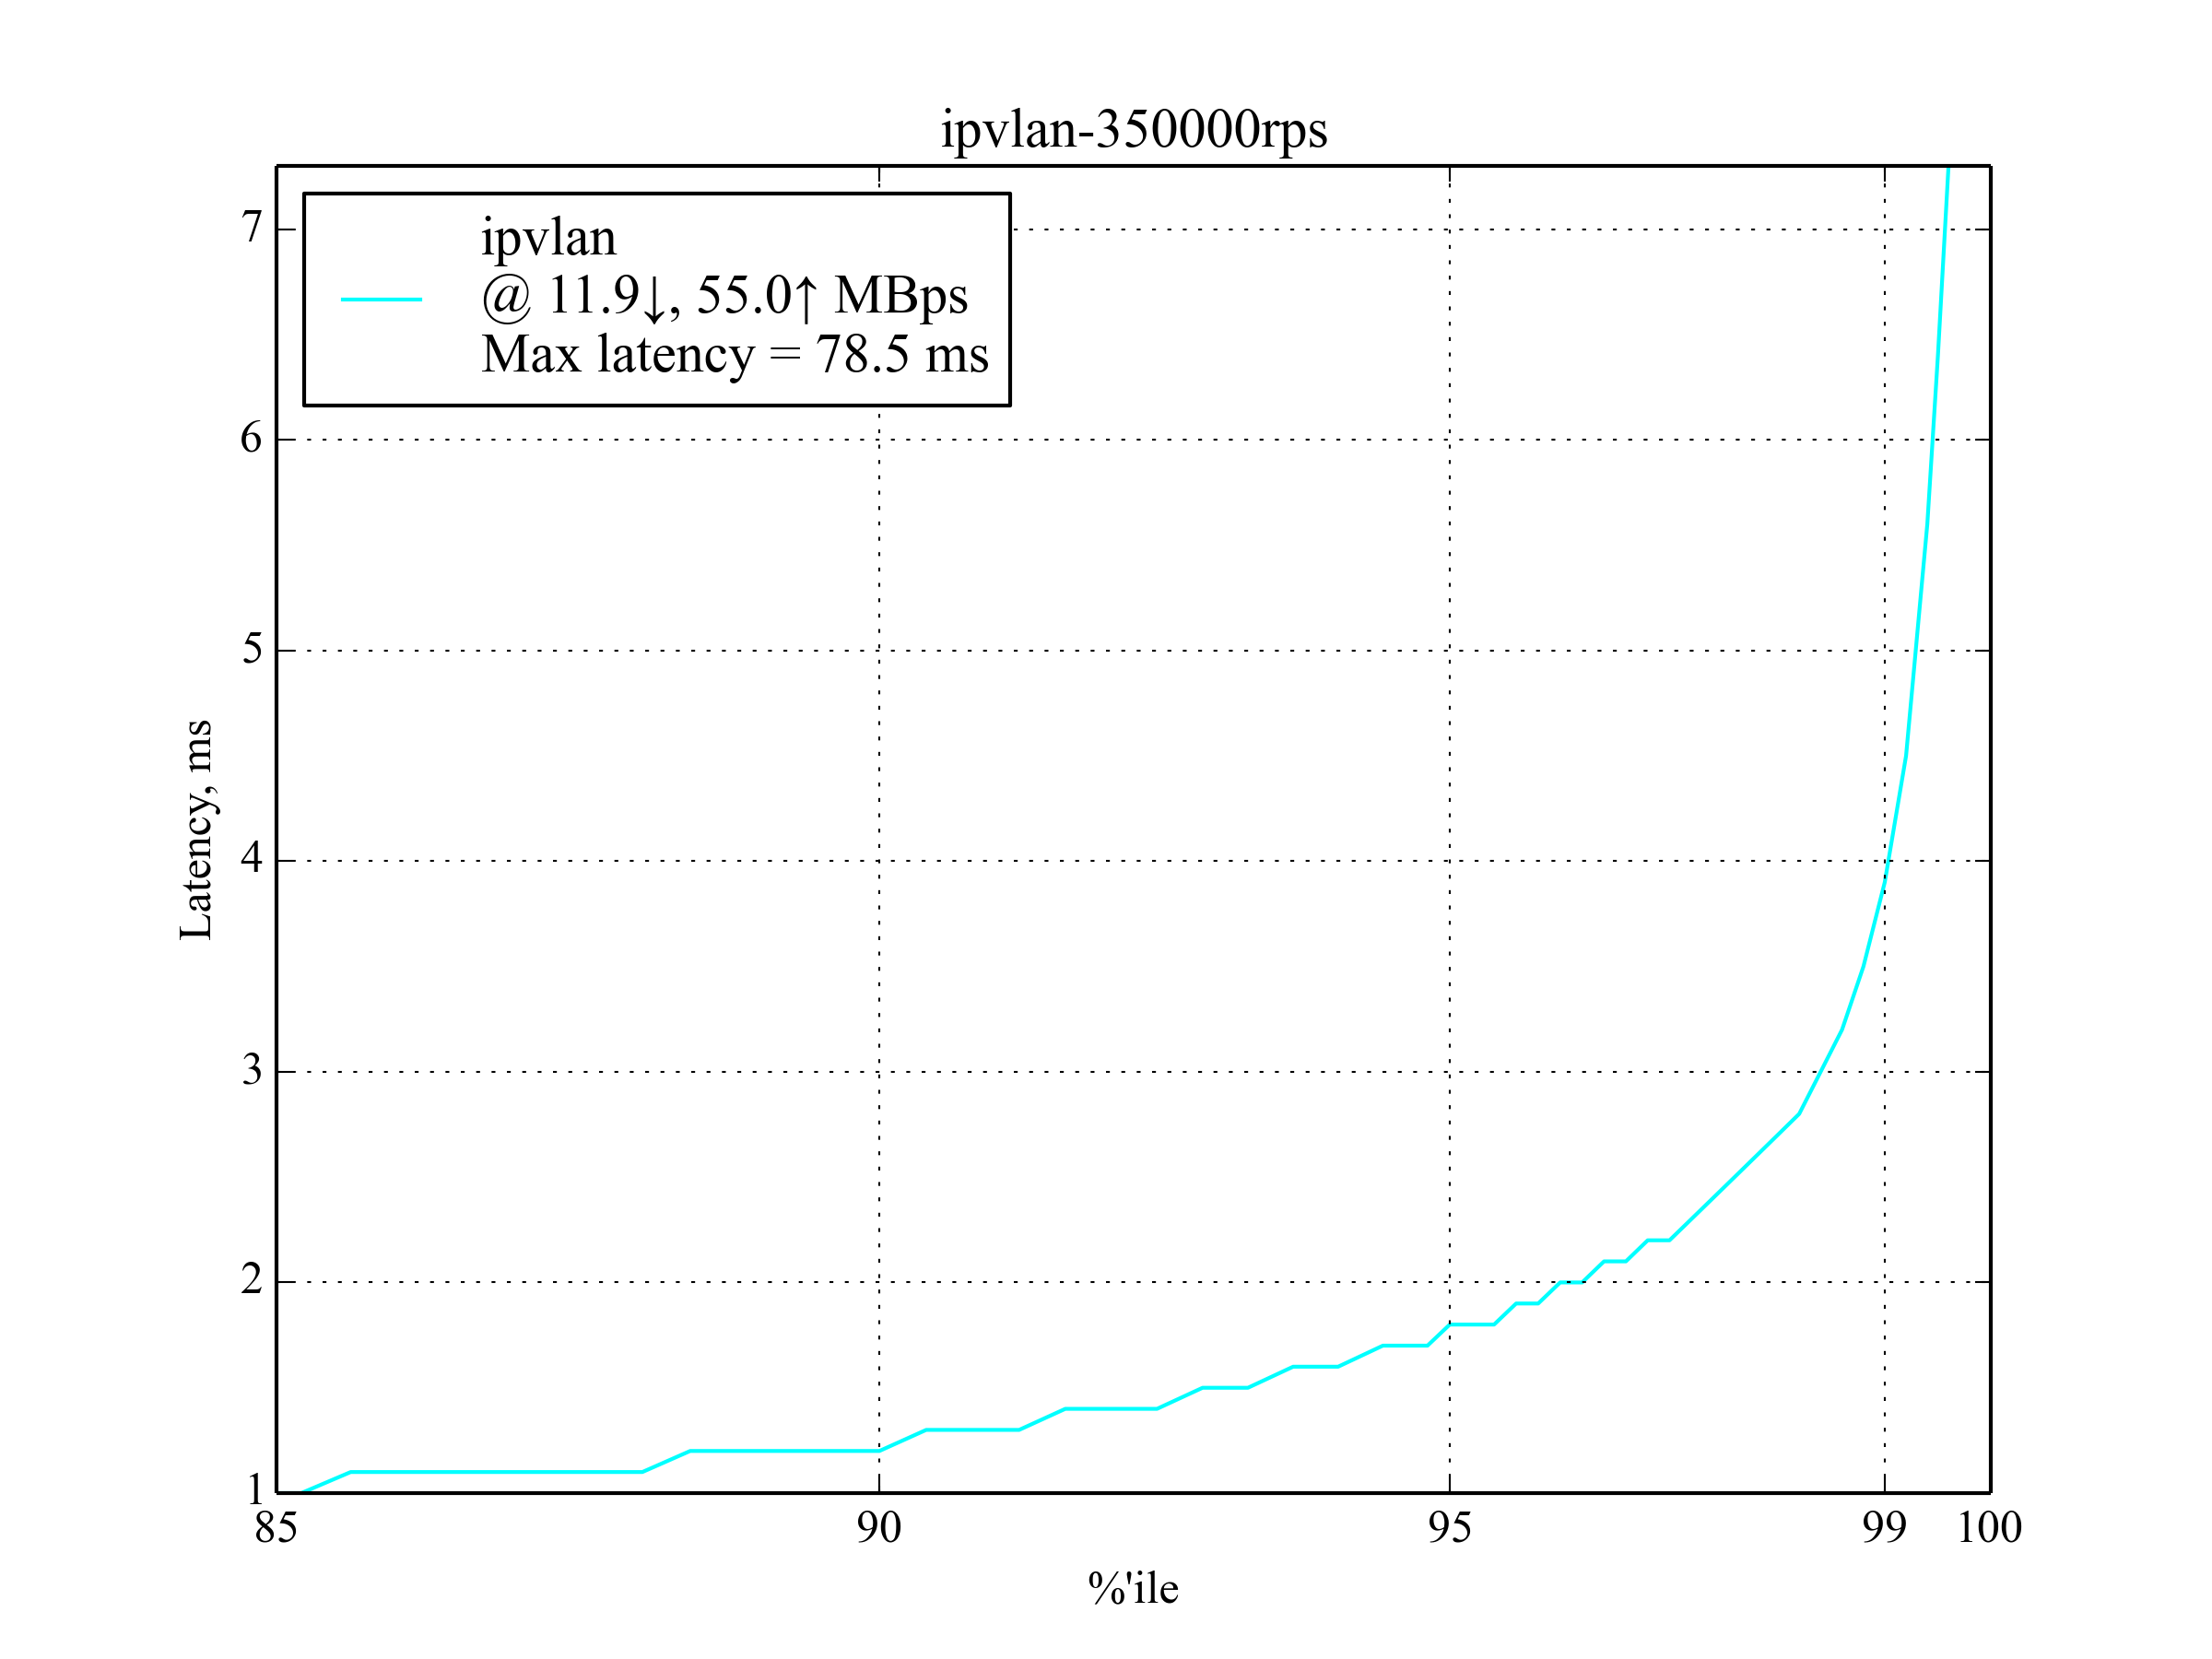 ipvlan-350000rps
ipvlan
@ 11.9↓, 55.0↑ MBps
Max latency = 78.5 ms
7
6
5
4
3
2
1
Latency, ms
85 90 95 99 100
%'ile